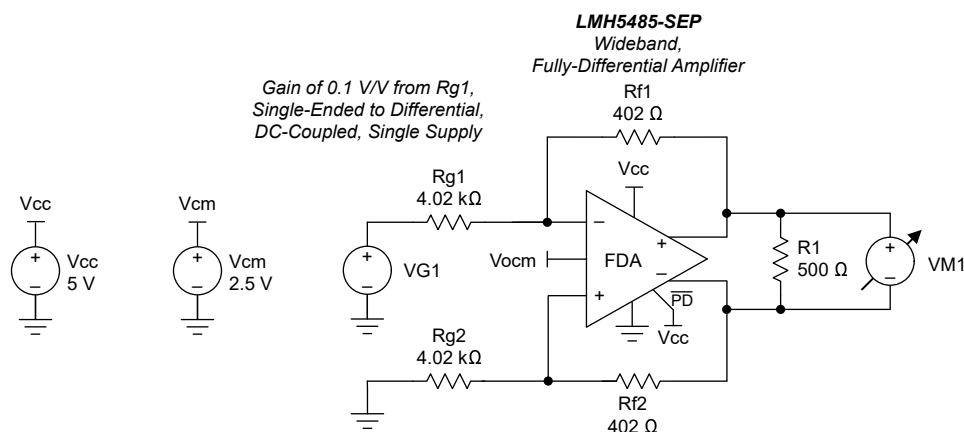 LMH5485-SEP
Wideband,
Fully-Differential Amplifier
Gain of 0.1 V/V from Rg1,
Single-Ended to Differential,
DC-Coupled, Single Supply
Rf1
402 Ω
Vcc
Rg1
4.02 kΩ
Vcc
Vcm
Vcc
5 V
Vcm
2.5 V
VG1
Vocm
FDA
PD
Vcc
R1
500 Ω
VM1
Rg2
4.02 kΩ
Rf2
402 Ω
+
−
+
−
+
−
−
+
+
−
+
−